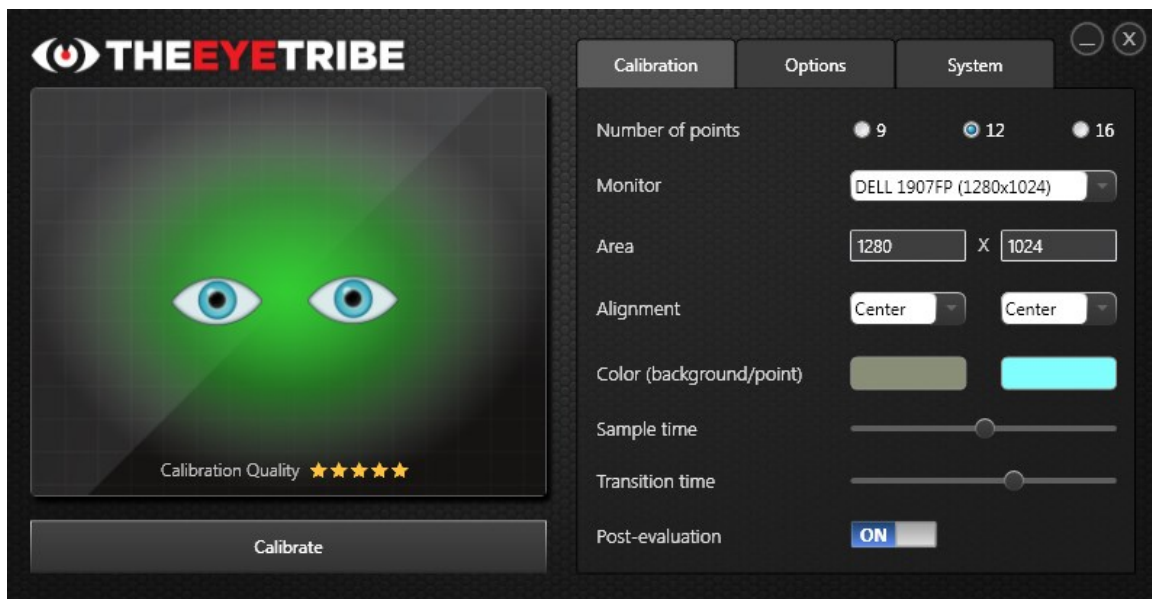 THEEYETRIBE
Calibration Quality
Calibrate
Calibration Options System
Number of points 9 12 16
Monitor DELL 1907FP (1280x1024)
Area 1280 X 1024
Alignment Center Center
Color (background/point)
Sample time
Transition time
Post-evaluation ON